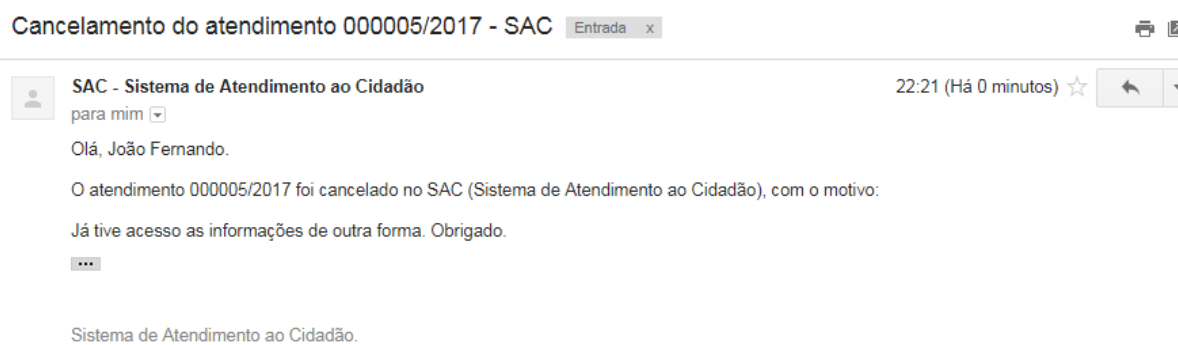 Cancelamento do atendimento 000005/2017 - SAC Entrada x
SAC - Sistema de Atendimento ao Cidadão 22:21 (Há 0 minutos)
para mim
Olá, João Fernando.
O atendimento 000005/2017 foi cancelado no SAC (Sistema de Atendimento ao Cidadão), com o motivo:
Já tive acesso as informações de outra forma. Obrigado.
...
Sistema de Atendimento ao Cidadão.